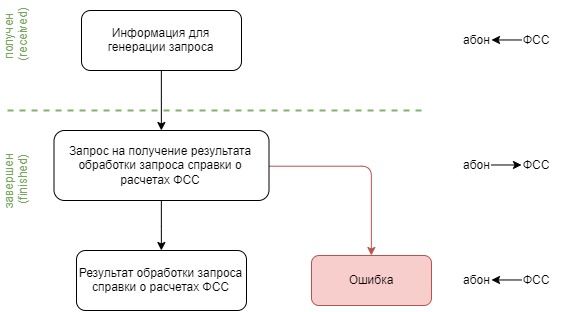 получен
(received)
Информация для
генерации запроса
абон
ФСС
завершен
(finished)
Запрос на получение результата
обработки запроса справки о
расчетах ФСС
абон
ФСС
Результат обработки запроса
справки о расчетах ФСС
Ошибка
абон
ФСС